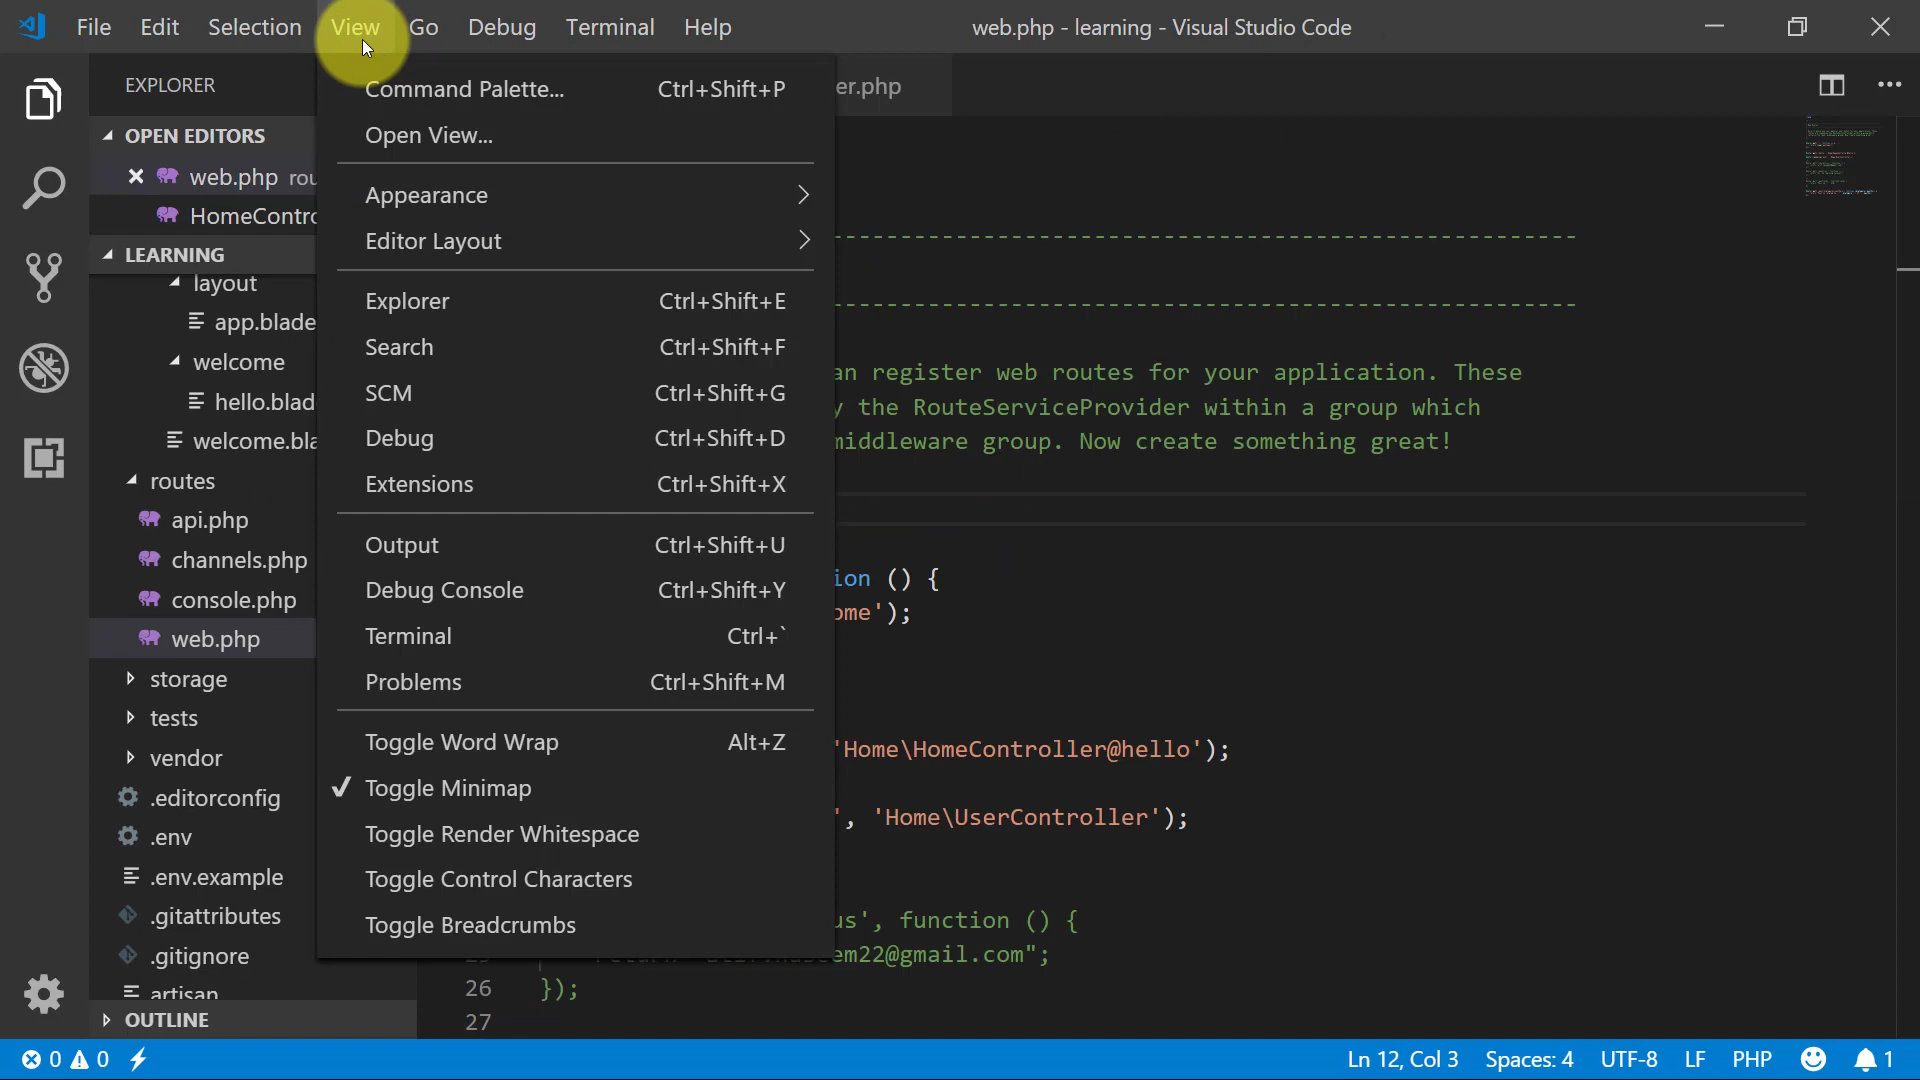 File Edit Selection View Go Debug Terminal Help
web.php - learning - Visual Studio Code
EXPLORER
er.php
OPEN EDITORS
web.php rou
HomeContro
LEARNING
layout
app.blade
welcome
hello.blad
welcome.bla
routes
api.php
channels.php
console.php
web.php
storage
tests
vendor
.editorconfig
.env
.env.example
.gitattributes
.gitignore
artisan
OUTLINE
Command Palette... Ctrl+Shift+P
Open View...
Appearance
Editor Layout
Explorer Ctrl+Shift+E
Search Ctrl+Shift+F
SCM Ctrl+Shift+G
Debug Ctrl+Shift+D
Extensions Ctrl+Shift+X
Output Ctrl+Shift+U
Debug Console Ctrl+Shift+Y
Terminal Ctrl+`
Problems Ctrl+Shift+M
Toggle Word Wrap Alt+Z
Toggle Minimap
Toggle Render Whitespace
Toggle Control Characters
Toggle Breadcrumbs
an register web routes for your application. These
y the RouteServiceProvider within a group which
middleware group. Now create something great!
ion () {
ome');
'Home\HomeController@hello');
', 'Home\UserController');
us', function () {
em22@gmail.com";
26 });
27
0 0
Ln 12, Col 3 Spaces: 4 UTF-8 LF PHP 1